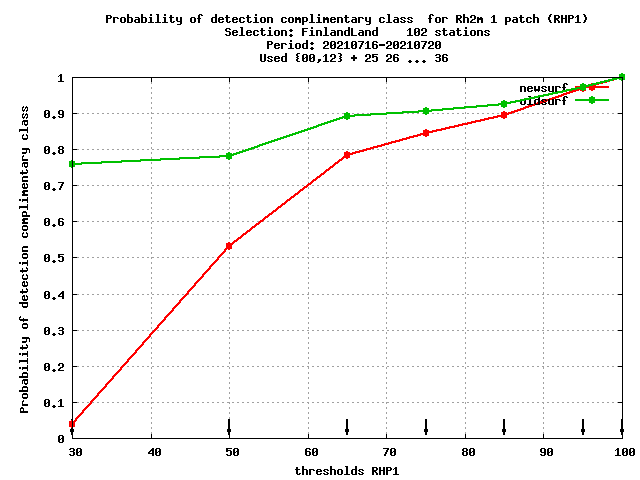 Probability of detection complimentary class  for Rh2m 1 patch (RHP1)
Selection: FinlandLand    102 stations
Period: 20210716-20210720
Used {00,12} + 25 26 ... 36
newsurf
oldsurf
Probability of detection complimentary class
1
0.9
0.8
0.7
0.6
0.5
0.4
0.3
0.2
0.1
0
30 40 50 60 70 80 90 100
thresholds RHP1